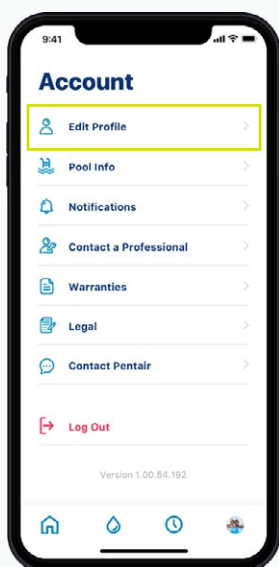 9:41
Account
Edit Profile
Pool Info
Notifications
Contact a Professional
Warranties
Legal
Contact Pentair
Log Out
Version 1.00.54.192